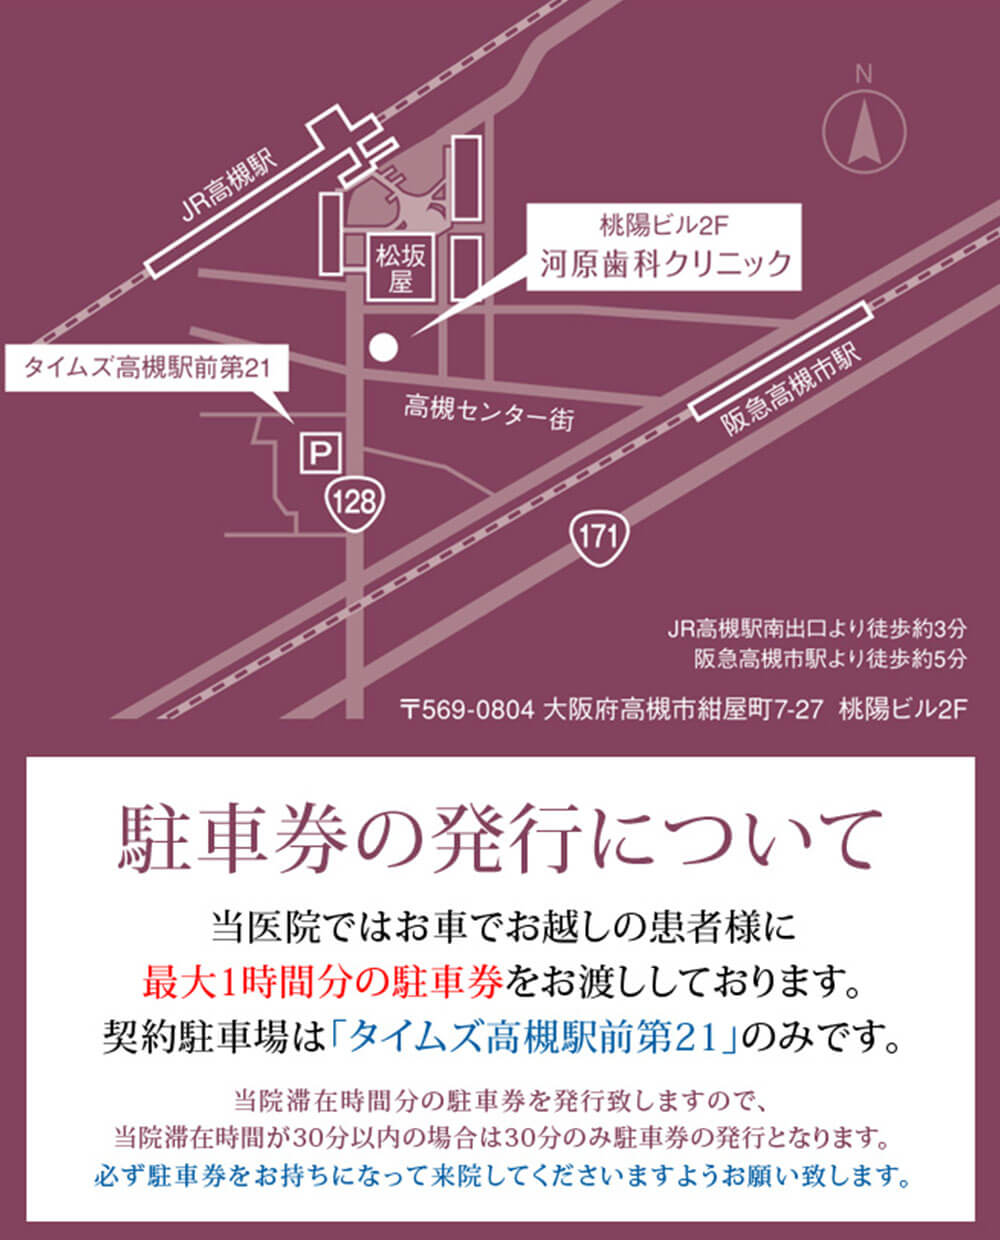 N
JR高槻駅
桃陽ビル2F
河原歯科クリニック
松坂
屋
タイムズ高槻駅前第21
阪急高槻市駅
高槻センター街
P
128
171
JR高槻駅南出口より徒歩約3分
阪急高槻市駅より徒歩約5分
〒569-0804 大阪府高槻市紺屋町7-27 桃陽ビル2F
駐車券の発行について
当医院ではお車でお越しの患者様に
最大1時間分の駐車券をお渡ししております。
契約駐車場は「タイムズ高槻駅前第21」のみです。
当院滞在時間分の駐車券を発行致しますので、
当院滞在時間が30分以内の場合は30分のみ駐車券の発行となります。
必ず駐車券をお持ちになって来院してくださいますようお願い致します。